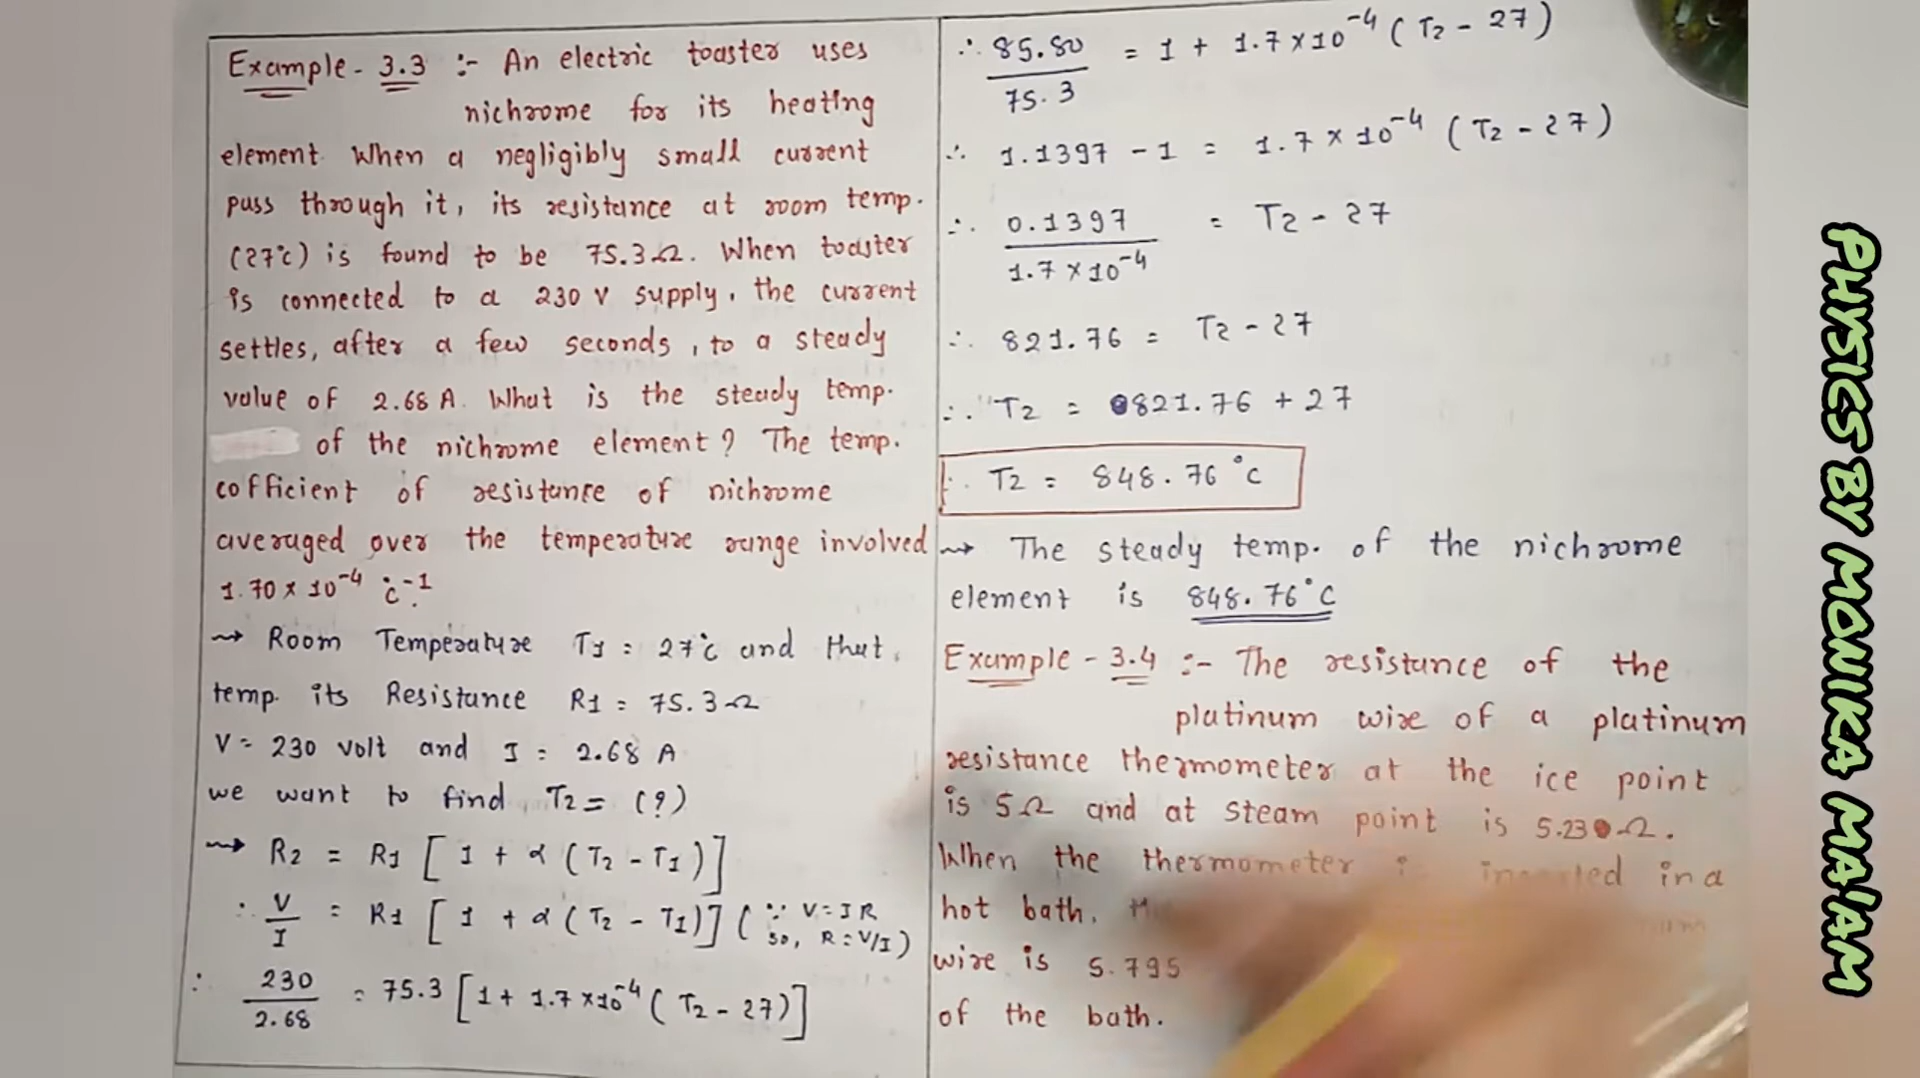 Example - 3.3 :- An electric toaster uses
nichrome for its heating
element. When a negligibly small current
pass through it, its resistance at room temp.
(27°c) is found to be 75.3Ω. When toaster
is connected to a 230 V supply, the current
settles, after a few seconds, to a steady
value of 2.68 A. What is the steady temp.
of the nichrome element? The temp.
cofficient of resistance of nichrome
averaged over the temperature range involved
1.70 × 10⁻⁴ °c⁻¹.
⇝ Room Temperature T1 = 27°c and that
temp. its Resistance R1 = 75.3Ω
V = 230 volt and I = 2.68 A
we want to find T2 = (?)
⇝ R2 = R1 [1 + α (T2 - T1)]
∴ V/I = R1 [1 + α (T2 - T1)] (∵ V = IR so, R = V/I)
∴ 230/2.68 = 75.3 [1 + 1.7 × 10⁻⁴ (T2 - 27)]
∴ 85.80/75.3 = 1 + 1.7 × 10⁻⁴ (T2 - 27)
∴ 1.1397 - 1 = 1.7 × 10⁻⁴ (T2 - 27)
∴ 0.1397/1.7 × 10⁻⁴ = T2 - 27
∴ 821.76 = T2 - 27
∴ T2 = 821.76 + 27
∴ T2 = 848.76 °c
⇝ The steady temp. of the nichrome
element is 848.76°C
Example - 3.4 :- The resistance of the
platinum wire of a platinum
resistance thermometer at the ice point
is 5Ω and at steam point is 5.23Ω.
When the thermometer in a
hot bath,
wire is 5.795
of the bath.
PHYSICS BY MONIKA MA'AM